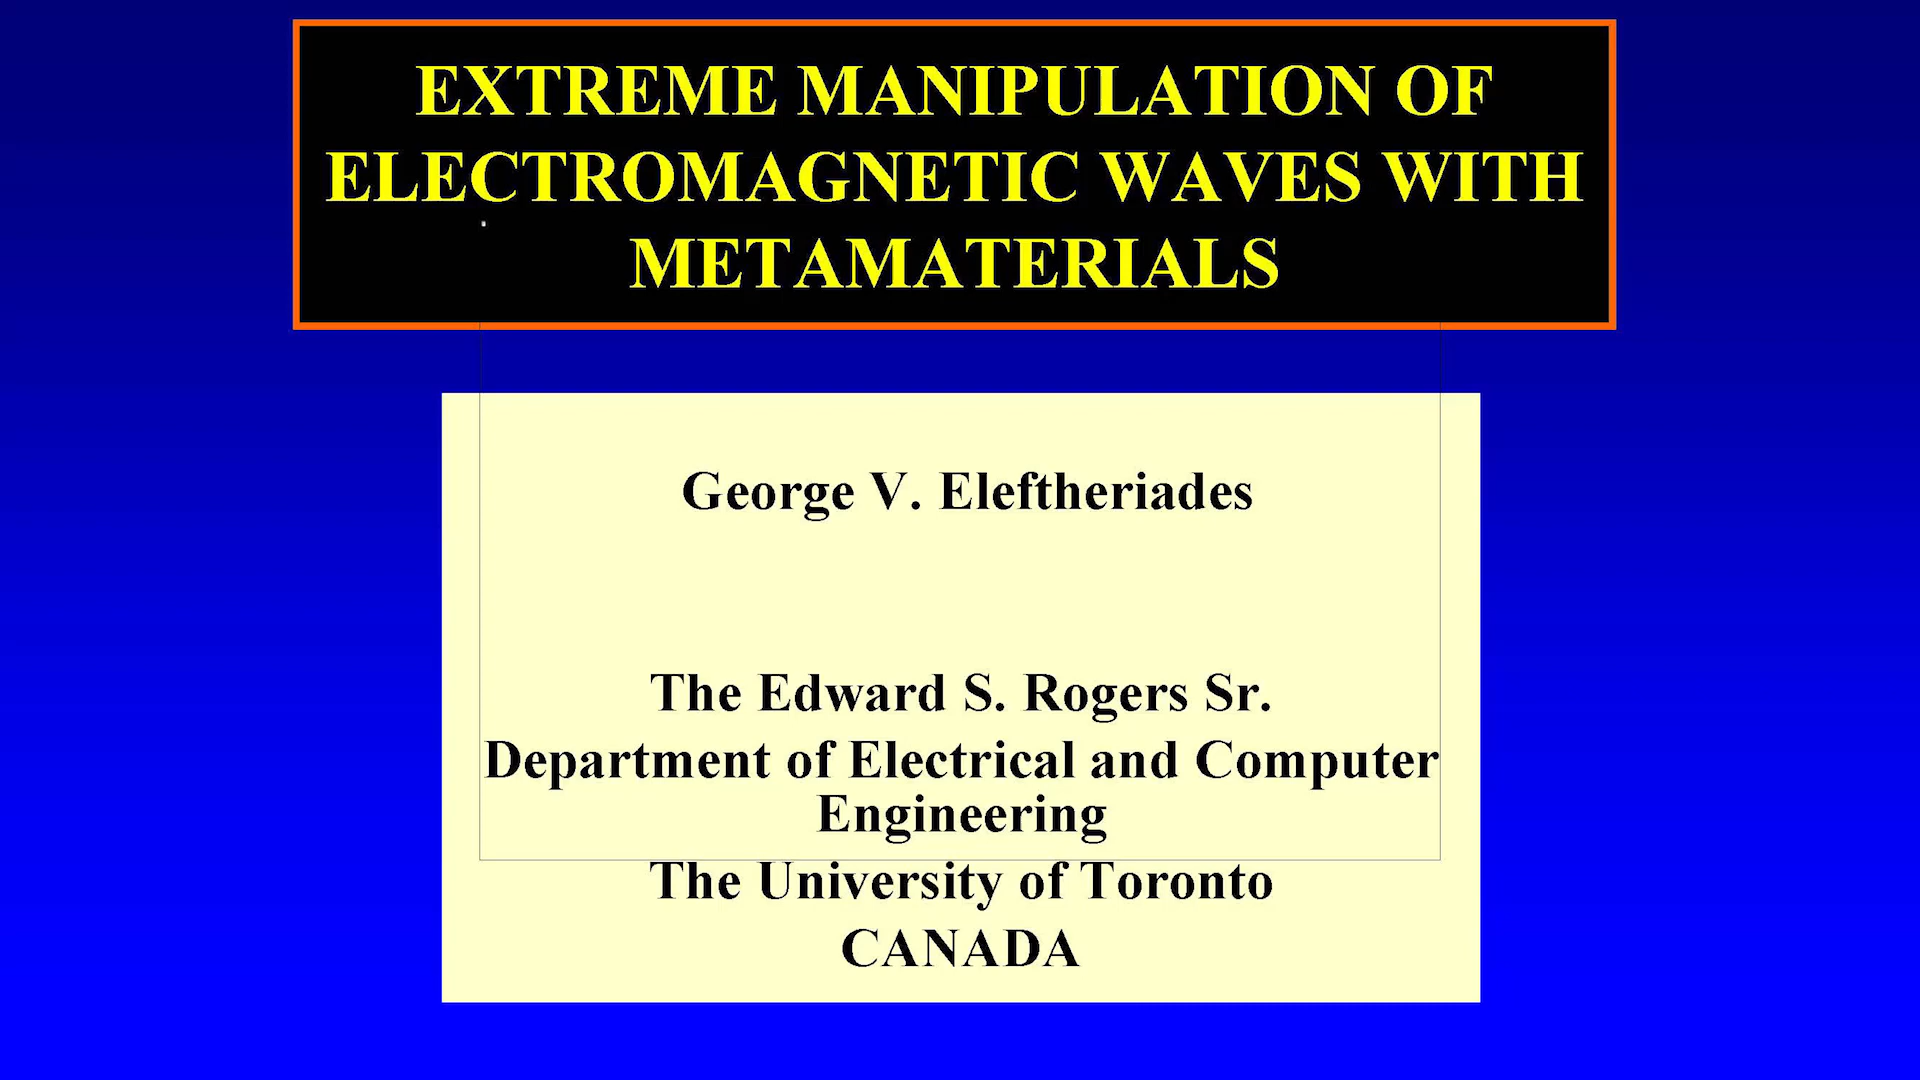 EXTREME MANIPULATION OF
ELECTROMAGNETIC WAVES WITH
METAMATERIALS
George V. Eleftheriades
The Edward S. Rogers Sr.
Department of Electrical and Computer
Engineering
The University of Toronto
CANADA